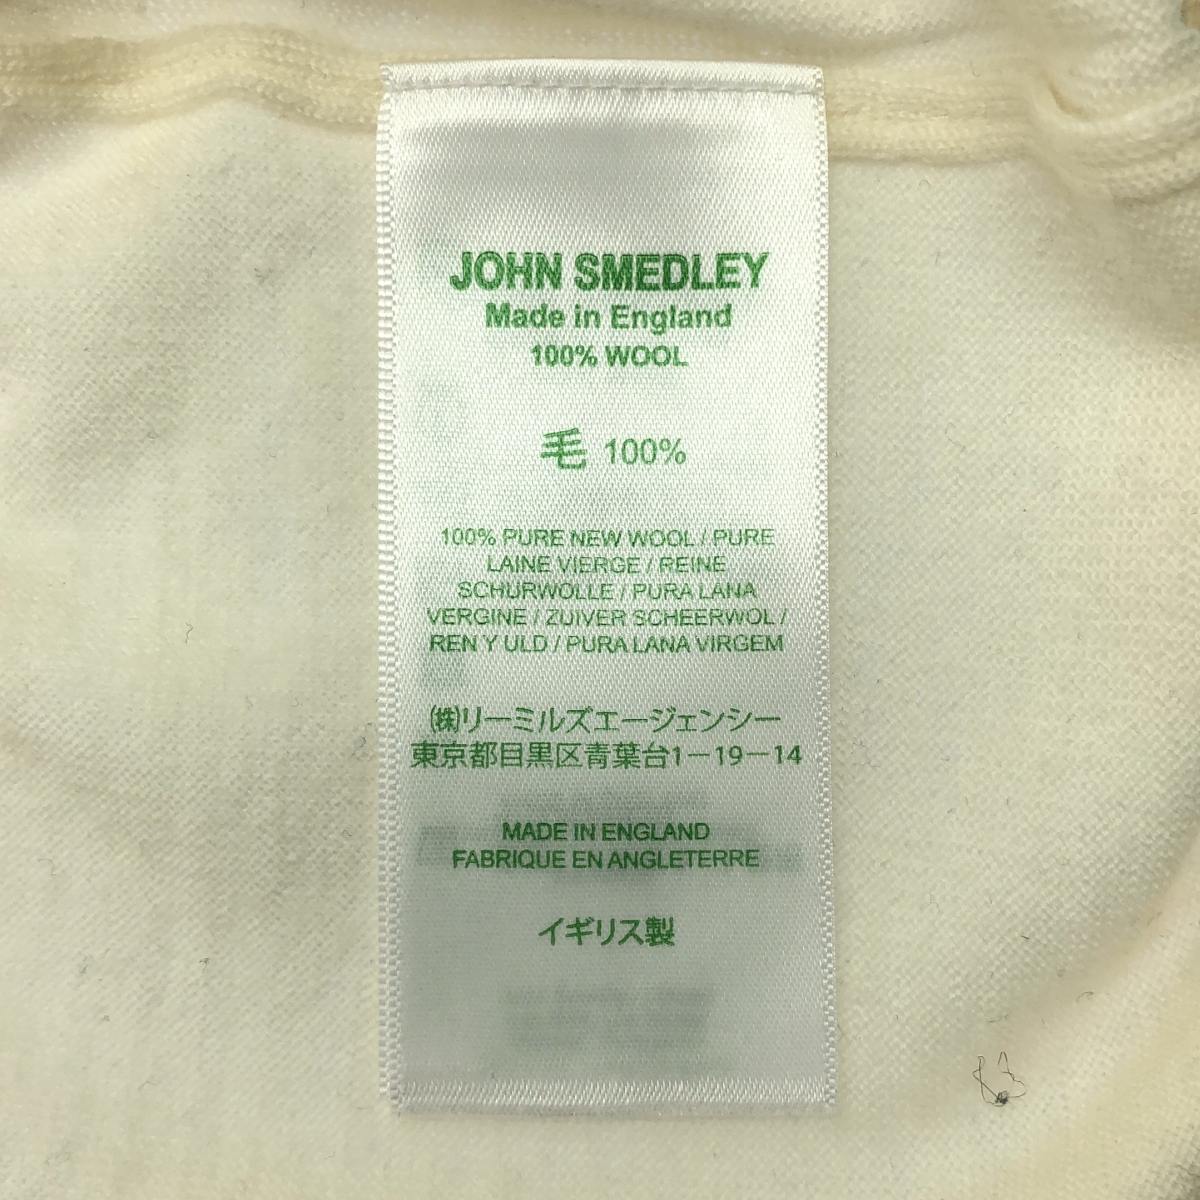 JOHN SMEDLEY
Made in England
100% WOOL
毛 100%
100% PURE NEW WOOL / PURE
LAINE VIERGE / REINE
SCHURWOLLE / PURA LANA
VERGINE / ZUIVER SCHEERWOL /
REN Y ULD / PURA LANA VIRGEM
㈱リーミルズエージェンシー
東京都目黒区青葉台1－19－14
MADE IN ENGLAND
FABRIQUE EN ANGLETERRE
イギリス製